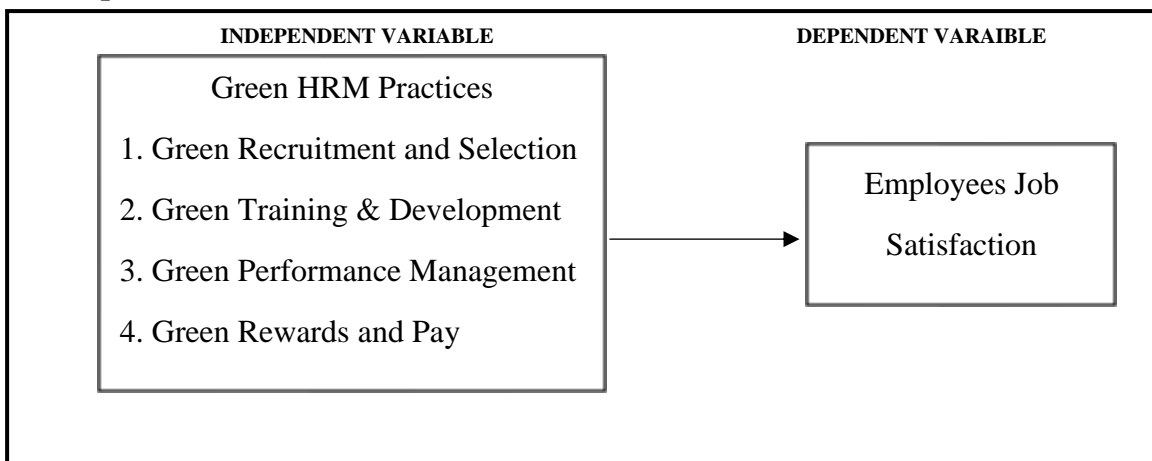 INDEPENDENT VARIABLE
DEPENDENT VARAIBLE
Green HRM Practices
1. Green Recruitment and Selection
2. Green Training & Development
3. Green Performance Management
4. Green Rewards and Pay
Employees Job
Satisfaction